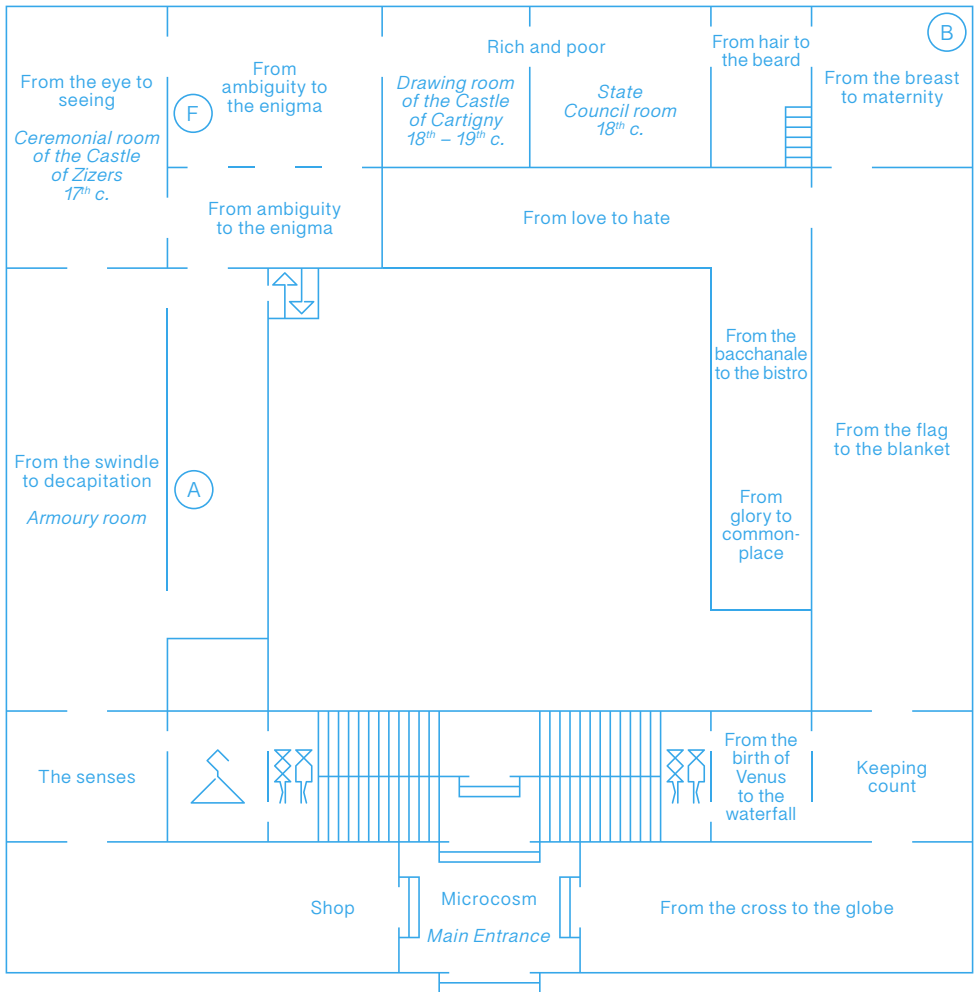 B
Rich and poor
From hair to
the beard
From the eye to
seeing
From
ambiguity to
the enigma
From the breast
to maternity
F
Drawing room
of the Castle
of Cartigny
18th – 19th c.
State
Council room
18th c.
Ceremonial room
of the Castle
of Zizers
17th c.
From ambiguity
to the enigma
From love to hate
From the
bacchanale
to the bistro
From the flag
to the blanket
From the swindle
to decapitation
A
Armoury room
From
glory to
common-
place
The senses
From the
birth of
Venus
to the
waterfall
Keeping
count
Shop
Microcosm
Main Entrance
From the cross to the globe